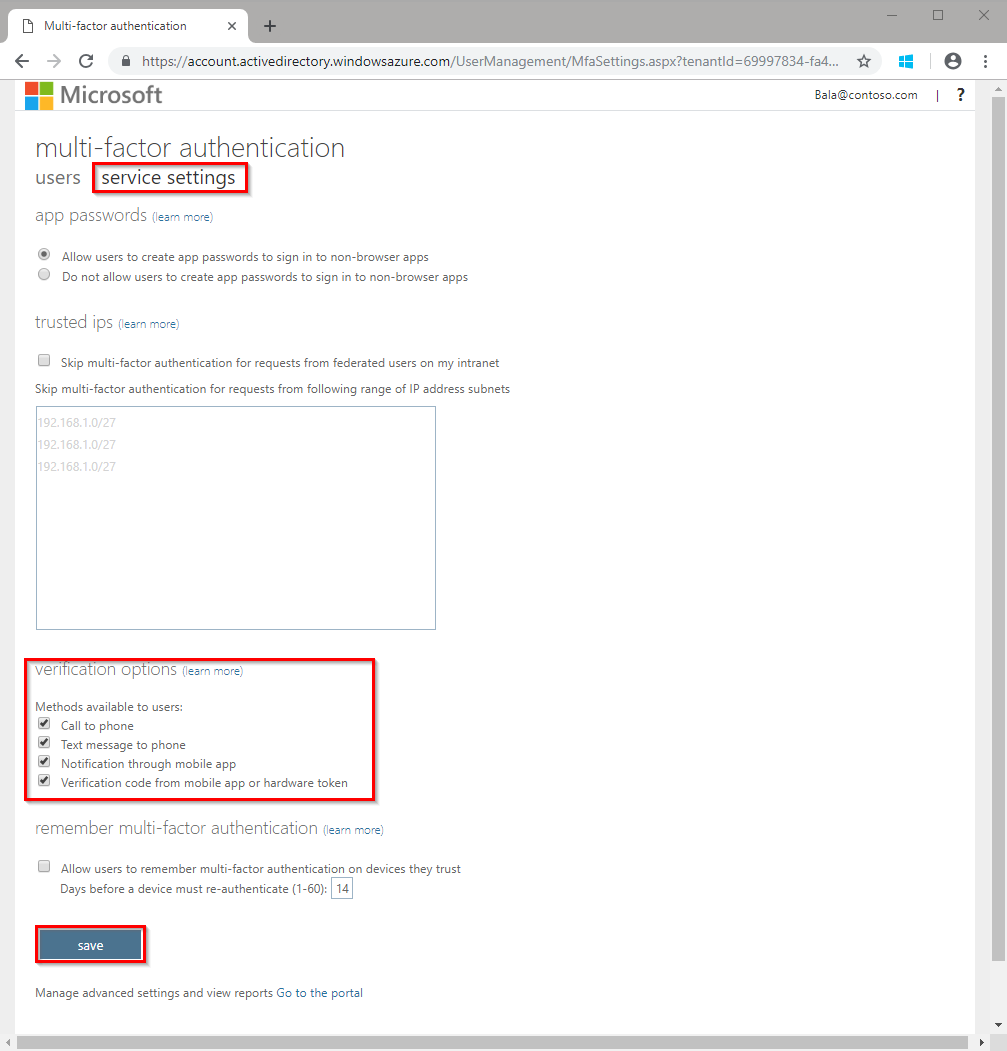 Multi-factor authentication
https://account.activedirectory.windowsazure.com/UserManagement/MfaSettings.aspx?tenantId=69997834-fa4...
Microsoft
Bala@contoso.com | ?
multi-factor authentication
users service settings
app passwords (learn more)
Allow users to create app passwords to sign in to non-browser apps
Do not allow users to create app passwords to sign in to non-browser apps
trusted ips (learn more)
Skip multi-factor authentication for requests from federated users on my intranet
Skip multi-factor authentication for requests from following range of IP address subnets
192.168.1.0/27
192.168.1.0/27
192.168.1.0/27
verification options (learn more)
Methods available to users:
Call to phone
Text message to phone
Notification through mobile app
Verification code from mobile app or hardware token
remember multi-factor authentication (learn more)
Allow users to remember multi-factor authentication on devices they trust
Days before a device must re-authenticate (1-60): 14
save
Manage advanced settings and view reports Go to the portal